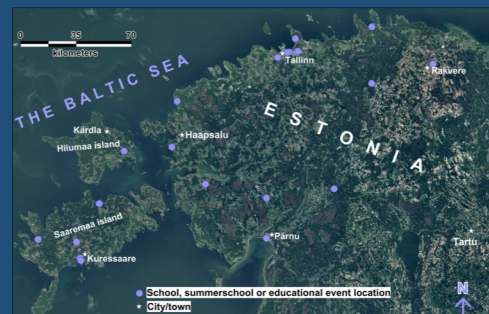 0 35 70
kilometers
THE BALTIC SEA
Tallinn
Rakvere
ESTONIA
Kärdla
Haapsalu
Hiiumaa island
Saaremaa island
Pärnu
Tartu
Kuressaare
N
School, summerschool or educational event location
City/town